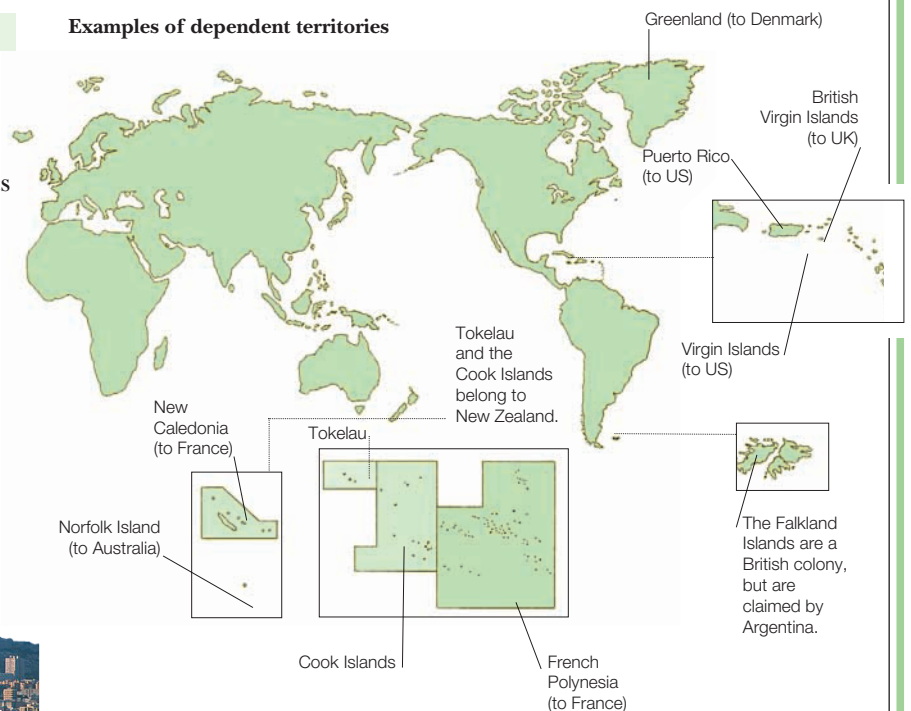 Examples of dependent territories
Greenland (to Denmark)
British
Virgin Islands
(to UK)
Puerto Rico
(to US)
s
Virgin Islands
(to US)
Tokelau
and the
Cook Islands
belong to
New Zealand.
New
Caledonia
(to France)
Tokelau
Norfolk Island
(to Australia)
The Falkland
Islands are a
British colony,
but are
claimed by
Argentina.
Cook Islands
French
Polynesia
(to France)